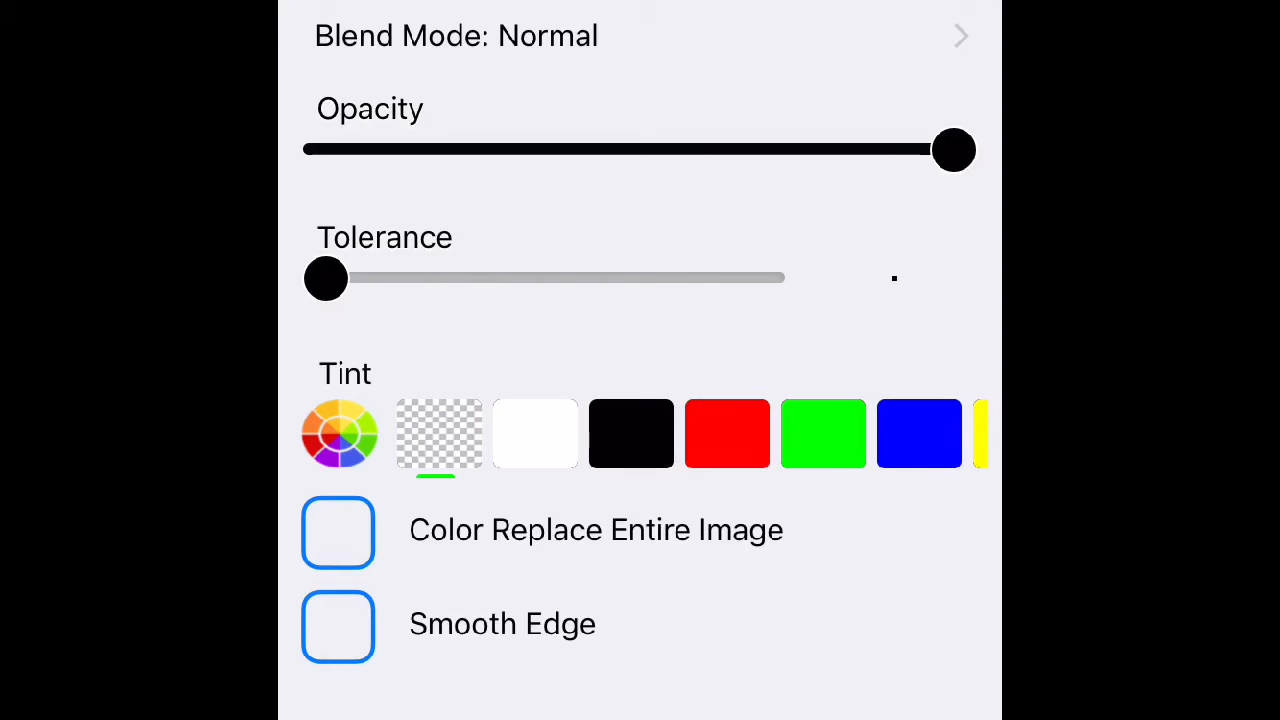 Blend Mode: Normal
Opacity
Tolerance
Tint
Color Replace Entire Image
Smooth Edge